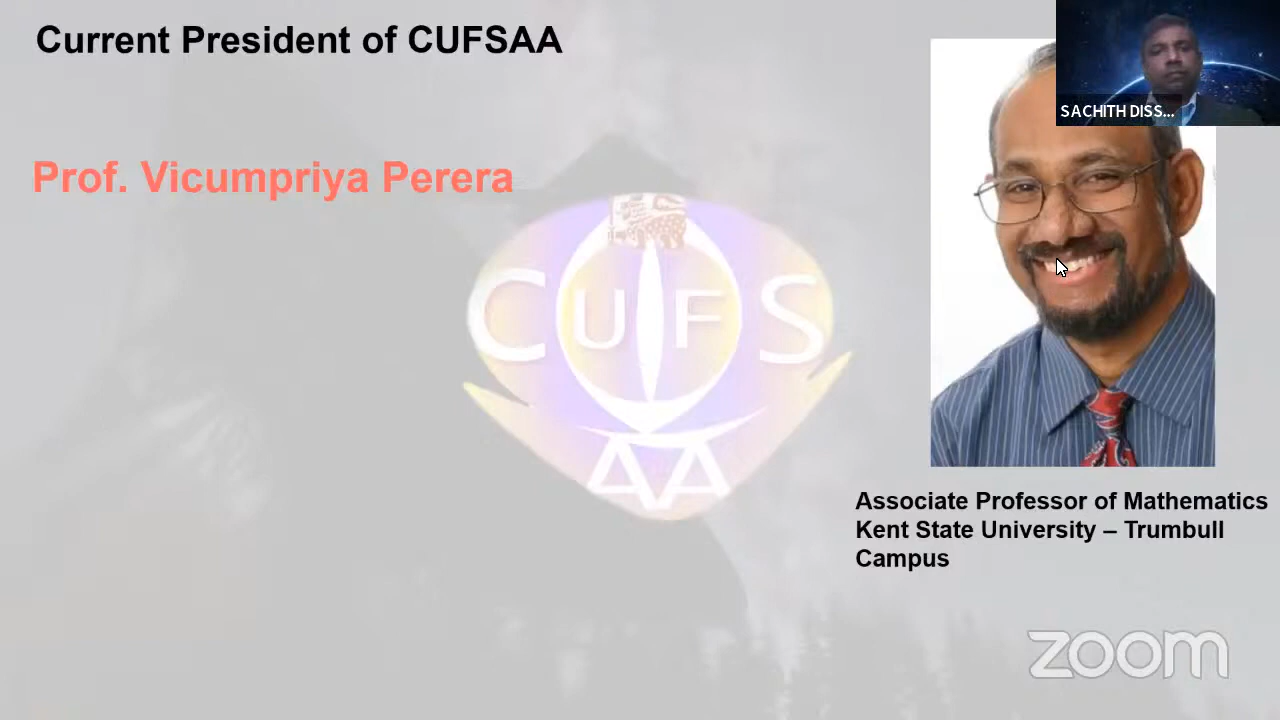 Current President of CUFSAA
SACHITH DISS...
Prof. Vicumpriya Perera
CUFS
AA
Associate Professor of Mathematics
Kent State University – Trumbull
Campus
zoom